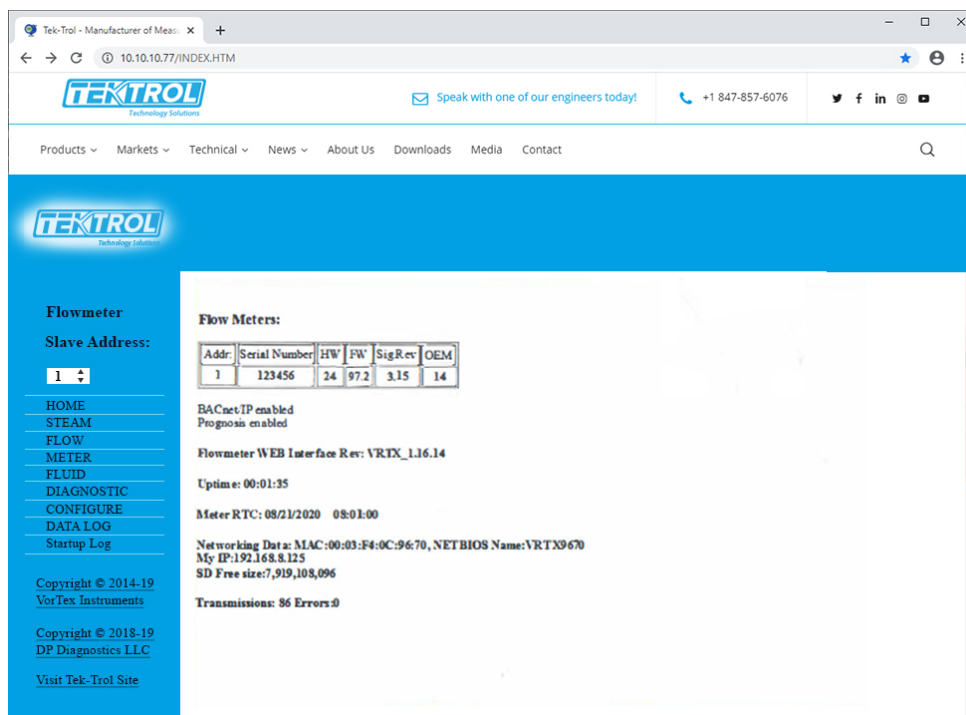 Tek-Trol - Manufacturer of Meas
10.10.10.77/INDEX.HTM
TEKTROL
Technology Solutions
Speak with one of our engineers today!
+1 847-857-6076
Products Markets Technical News About Us Downloads Media Contact
TEKTROL
Technology Solutions
Flowmeter
Slave Address:
1
HOME
STEAM
FLOW
METER
FLUID
DIAGNOSTIC
CONFIGURE
DATA LOG
Startup Log
Copyright © 2014-19
VorTex Instruments
Copyright © 2018-19
DP Diagnostics LLC
Visit Tek-Trol Site
Flow Meters:
Addr: Serial Number HW FW SigRev OEM
1 123456 24 97.2 3.15 14
BACnet/IP enabled
Prognosis enabled
Flowmeter WEB Interface Rev: VRTX_1.16.14
Uptime: 00:01:35
Meter RTC: 08/21/2020 08:01:00
Networking Data: MAC:00:03:F4:0C:96:70, NETBIOS Name:VRTX9670
My IP:192.168.8.125
SD Free size:7,919,108,096
Transmissions: 86 Errors:0